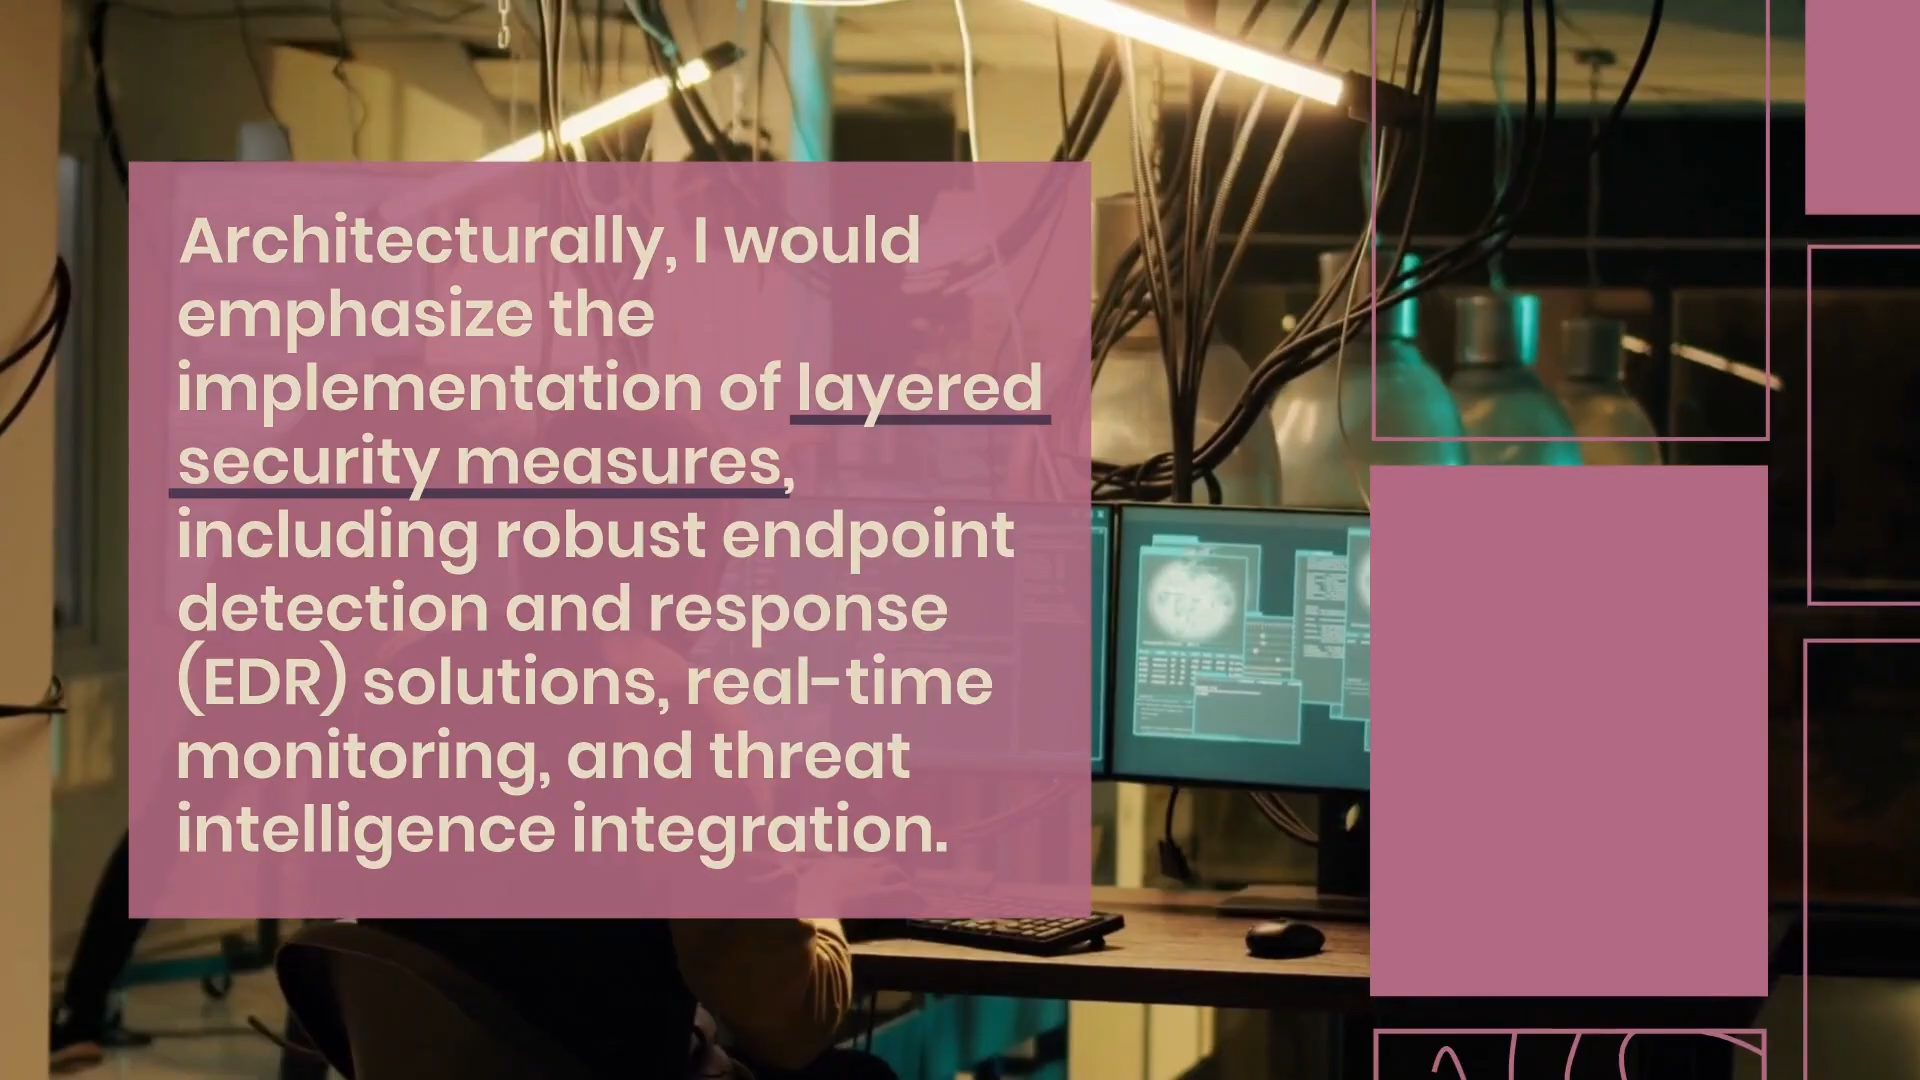 Architecturally, I would
emphasize the
implementation of layered
security measures,
including robust endpoint
detection and response
(EDR) solutions, real-time
monitoring, and threat
intelligence integration.